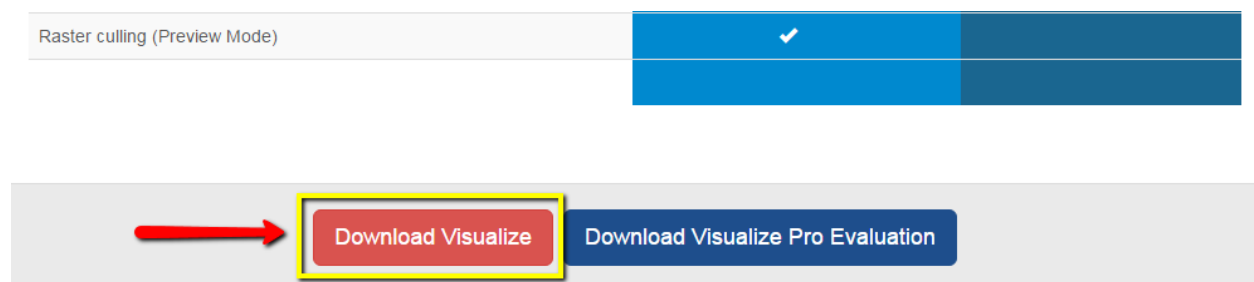 Raster culling (Preview Mode)
Download Visualize
Download Visualize Pro Evaluation